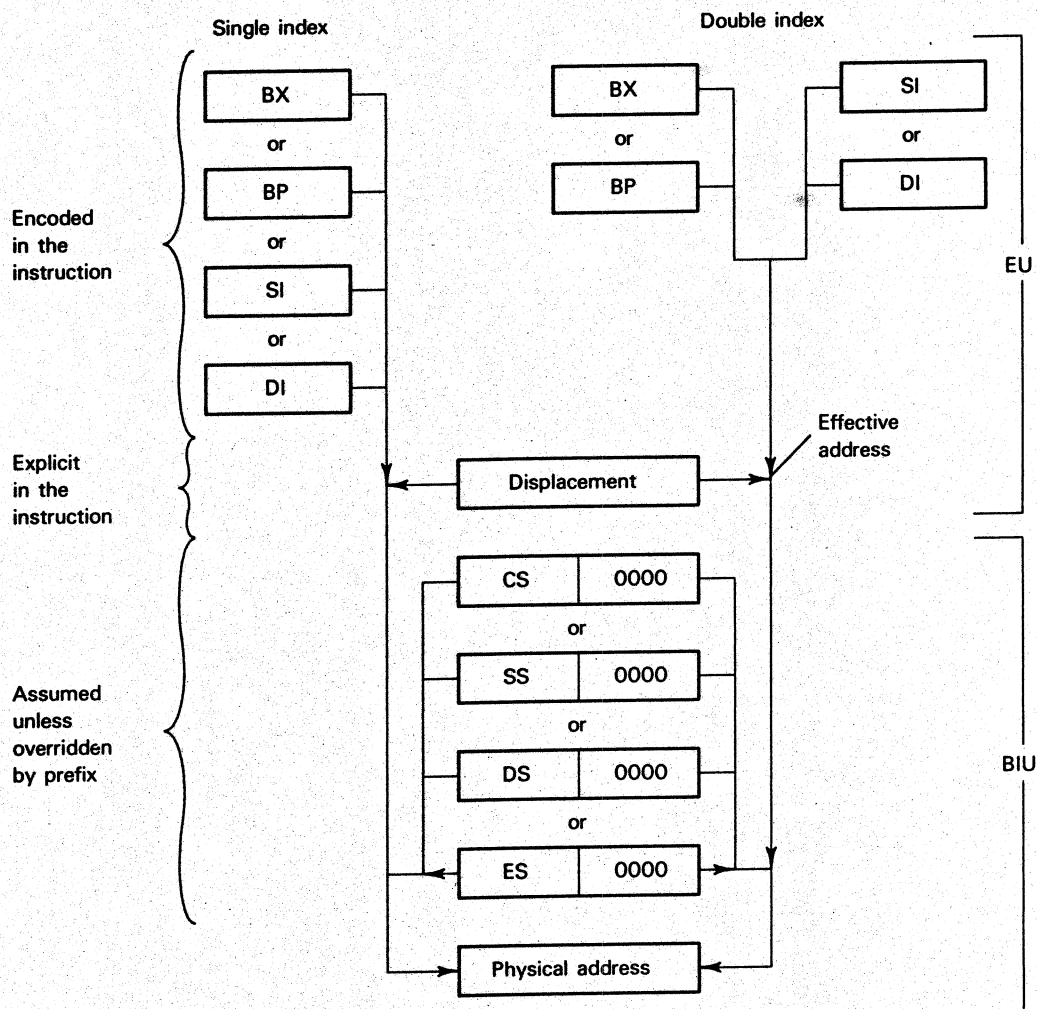 Single index
Double index
BX
or
BP
or
SI
or
DI
BX
or
BP
SI
or
DI
Encoded
in the
instruction
EU
Effective
address
Explicit
in the
instruction
Displacement
CS 0000
or
SS 0000
or
DS 0000
or
ES 0000
Assumed
unless
overridden
by prefix
BIU
Physical address